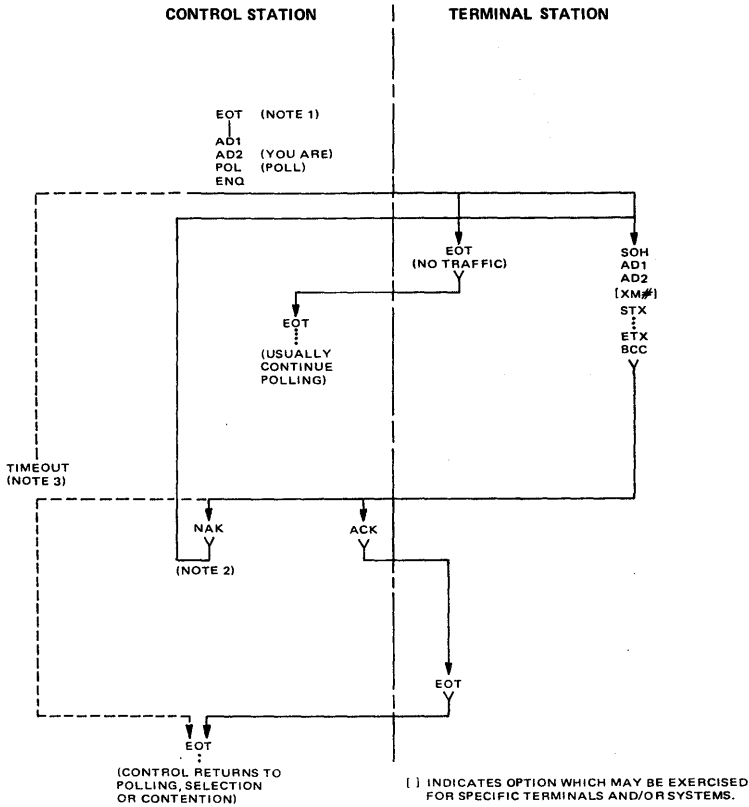 CONTROL STATION
TERMINAL STATION
EOT (NOTE 1)
AD1
AD2 (YOU ARE)
POL (POLL)
ENQ
EOT
(NO TRAFFIC)
SOH
AD1
AD2
[XM#]
STX
ETX
BCC
EOT
(USUALLY
CONTINUE
POLLING)
TIMEOUT
(NOTE 3)
NAK
ACK
(NOTE 2)
EOT
EOT
(CONTROL RETURNS TO
POLLING, SELECTION
OR CONTENTION)
[ ] INDICATES OPTION WHICH MAY BE EXERCISED
FOR SPECIFIC TERMINALS AND/OR SYSTEMS.